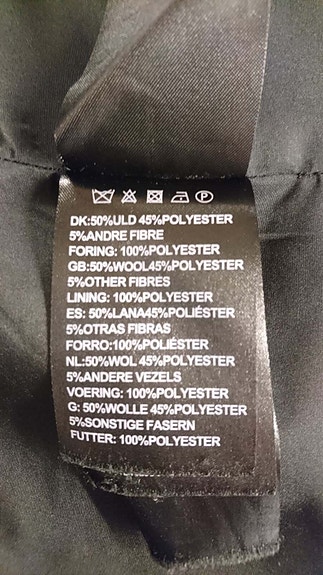 DK:50%ULD 45%POLYESTER
5%ANDRE FIBRE
FORING: 100%POLYESTER
GB:50%WOOL45%POLYESTER
5%OTHER FIBRES
LINING: 100%POLYESTER
ES: 50%LANA45%POLIÉSTER
5%OTRAS FIBRAS
FORRO:100%POLIÉSTER
NL:50%WOL 45%POLYESTER
5%ANDERE VEZELS
VOERING: 100%POLYESTER
G: 50%WOLLE 45%POLYESTER
5%SONSTIGE FASERN
FUTTER: 100%POLYESTER